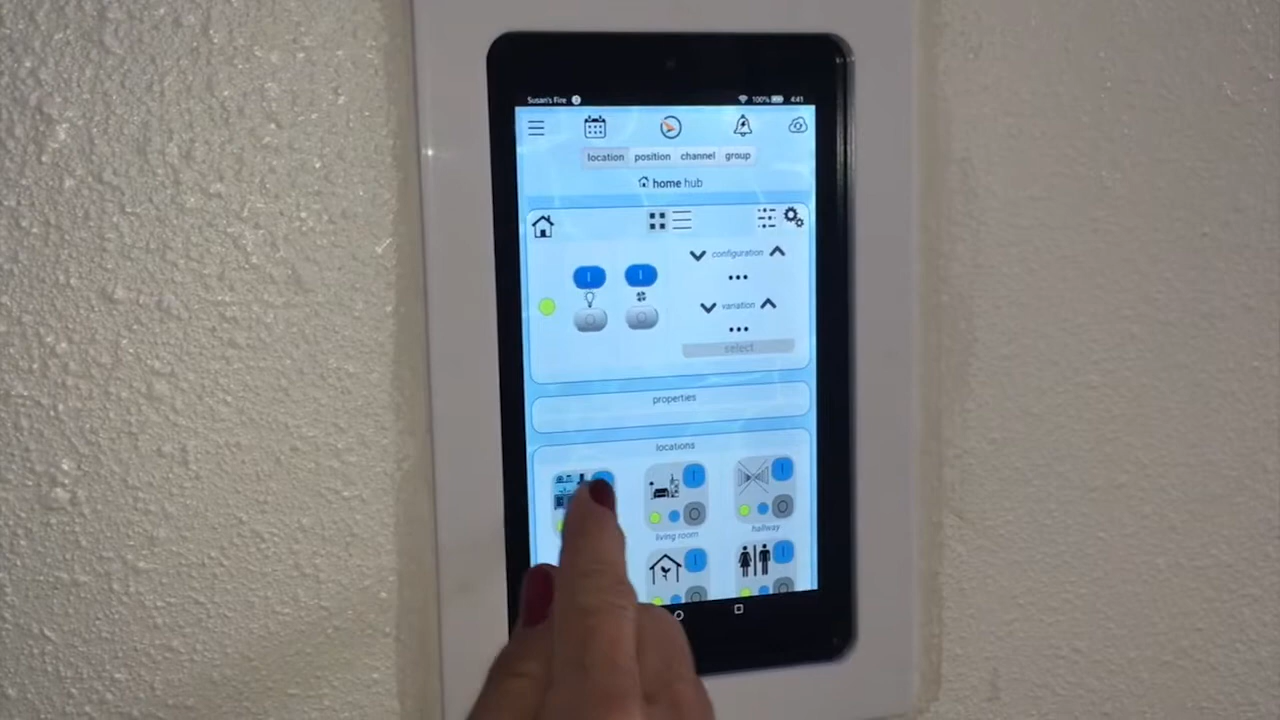 Susan's Fire 100% 4:41
location position channel group
home hub
configuration
•••
variation
•••
select
properties
locations
living room
hallway